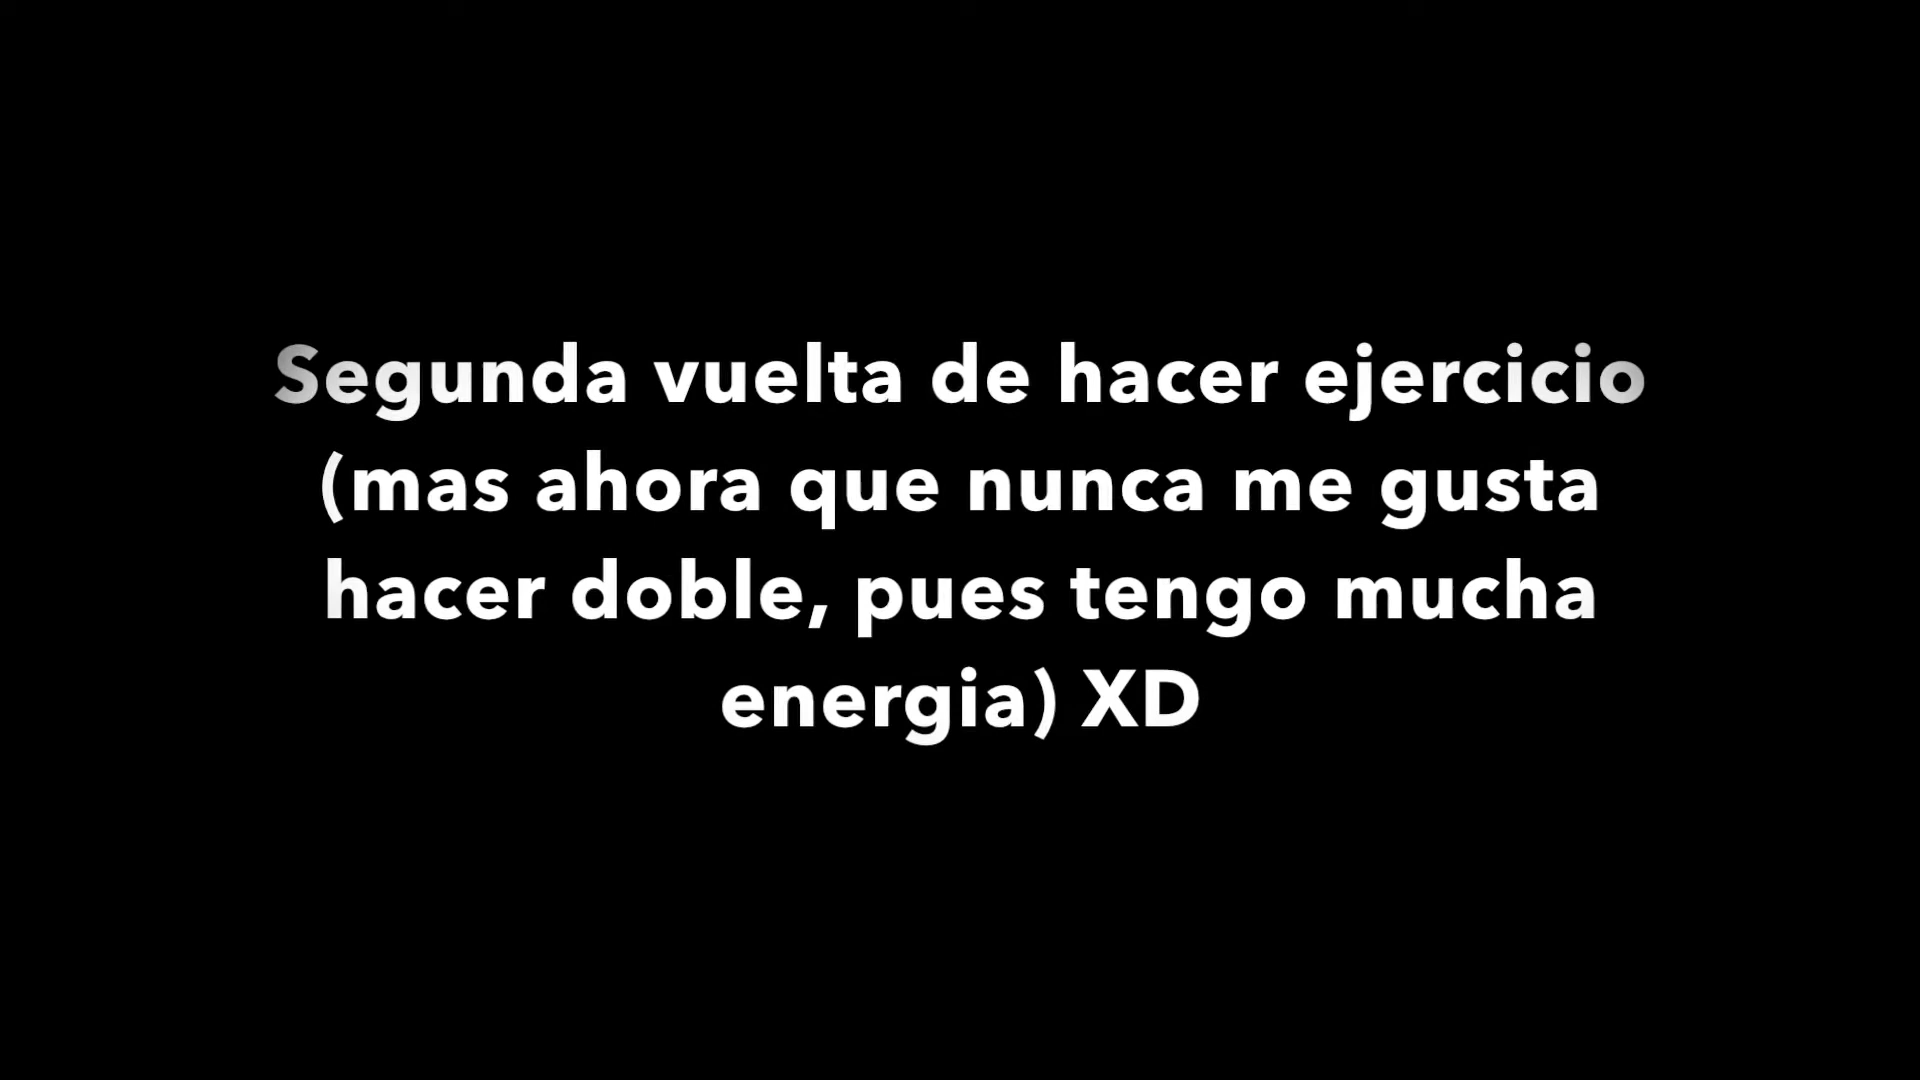 Segunda vuelta de hacer ejercicio
(mas ahora que nunca me gusta
hacer doble, pues tengo mucha
energia) XD